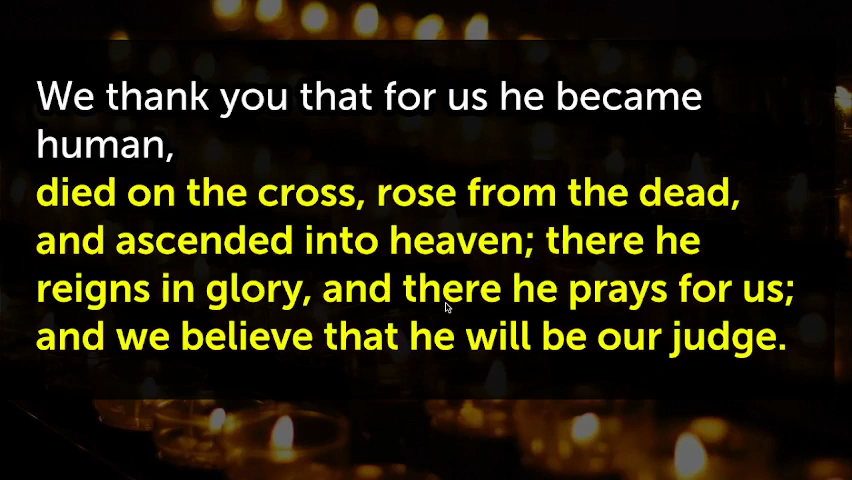 We thank you that for us he became
human,
died on the cross, rose from the dead,
and ascended into heaven; there he
reigns in glory, and there he prays for us;
and we believe that he will be our judge.